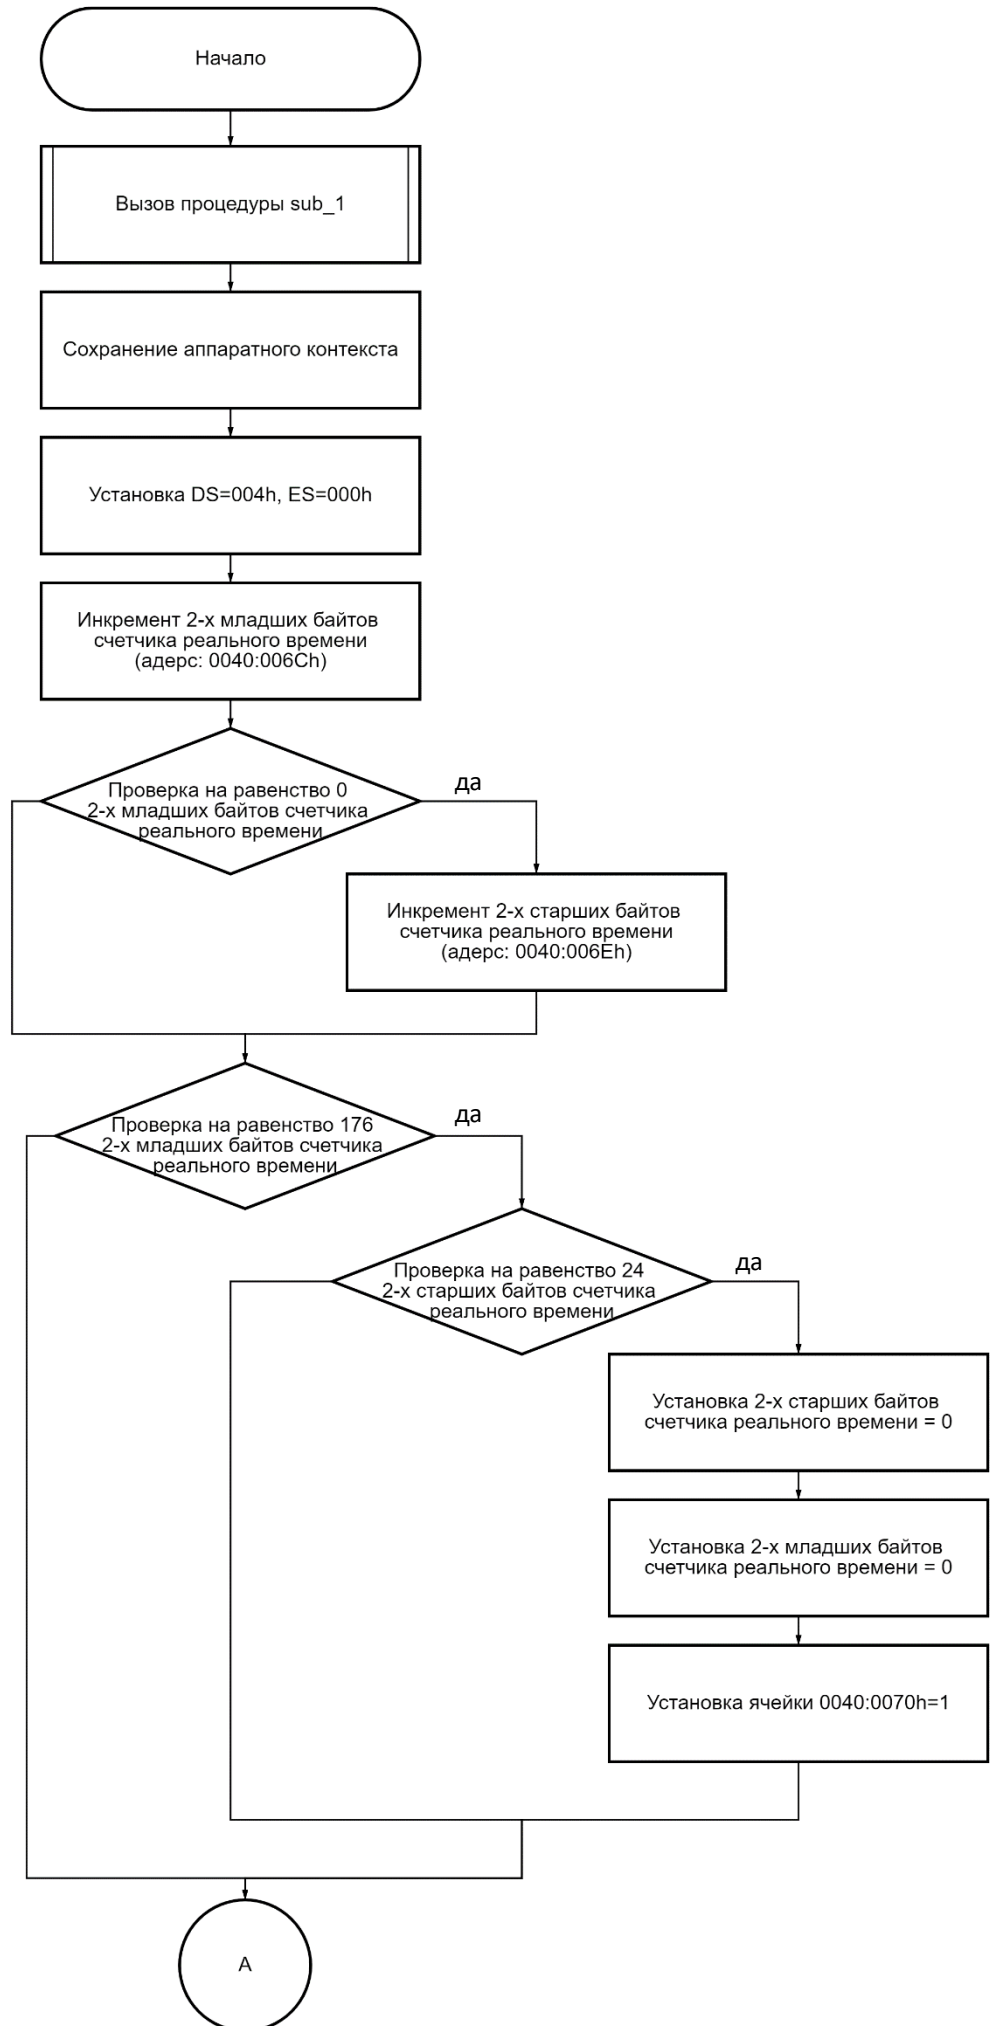 Начало
Вызов процедуры sub_1
Сохранение аппаратного контекста
Установка DS=004h, ES=000h
Инкремент 2-х младших байтов
счетчика реального времени
(адерс: 0040:006Ch)
Проверка на равенство 0
2-х младших байтов счетчика
реального времени
да
Инкремент 2-х старших байтов
счетчика реального времени
(адерс: 0040:006Eh)
Проверка на равенство 176
2-х младших байтов счетчика
реального времени
да
Проверка на равенство 24
2-х старших байтов счетчика
реального времени
да
Установка 2-х старших байтов
счетчика реального времени = 0
Установка 2-х младших байтов
счетчика реального времени = 0
Установка ячейки 0040:0070h=1
А